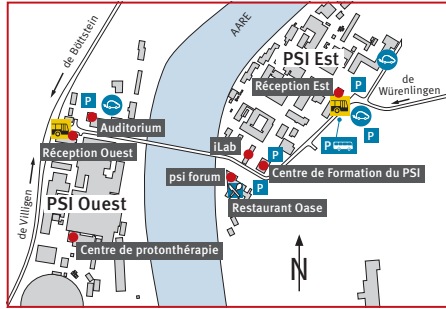 de Böttstein
AARE
PSI Est
P
Réception Est
P
de
Würenlingen
P
Auditorium
P
Réception Ouest
iLab
P
psi forum
Centre de Formation du PSI
P
PSI Ouest
Restaurant Oase
de Villigen
Centre de protonthérapie
N